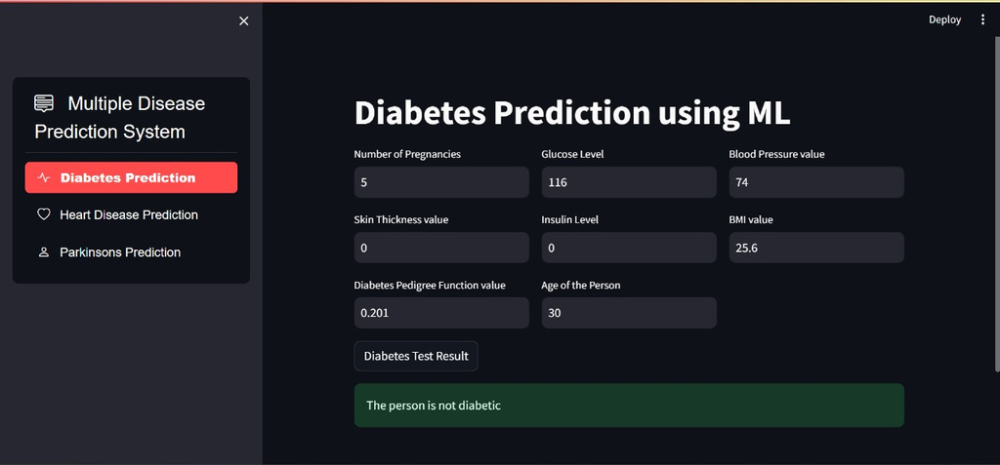 Deploy
Multiple Disease
Prediction System
Diabetes Prediction
Heart Disease Prediction
Parkinsons Prediction
Diabetes Prediction using ML
Number of Pregnancies
Glucose Level
Blood Pressure value
5
116
74
Skin Thickness value
Insulin Level
BMI value
0
0
25.6
Diabetes Pedigree Function value
Age of the Person
0.201
30
Diabetes Test Result
The person is not diabetic